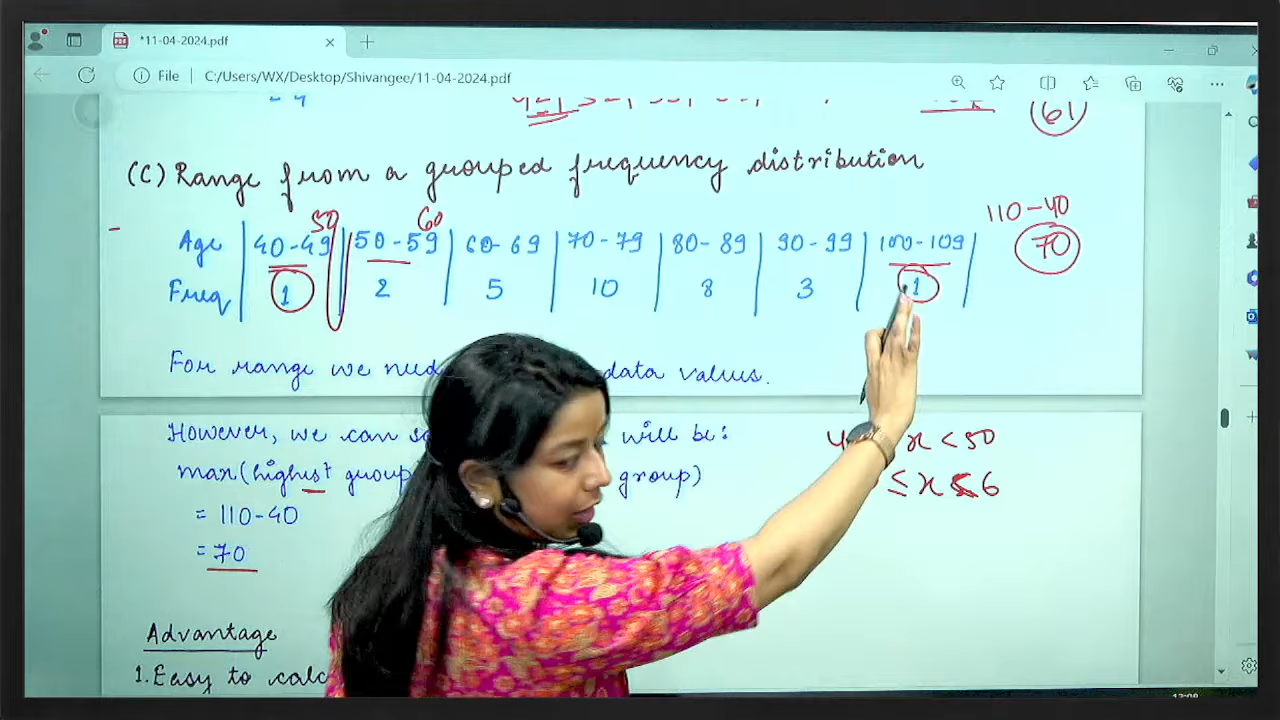 *11-04-2024.pdf
File C:/Users/WX/Desktop/Shivangee/11-04-2024.pdf
61
(C) Range from a grouped frequency distribution
50 60 110-40
Age 40-49 50-59 60-69 70-79 80-89 90-99 100-109 70
Freq 1 2 5 10 8 3 1
For range we need data values.
However, we can will be: x < 50
max (highest group group) ≤ x < 6
= 110-40
= 70
Advantage
1. Easy to calc